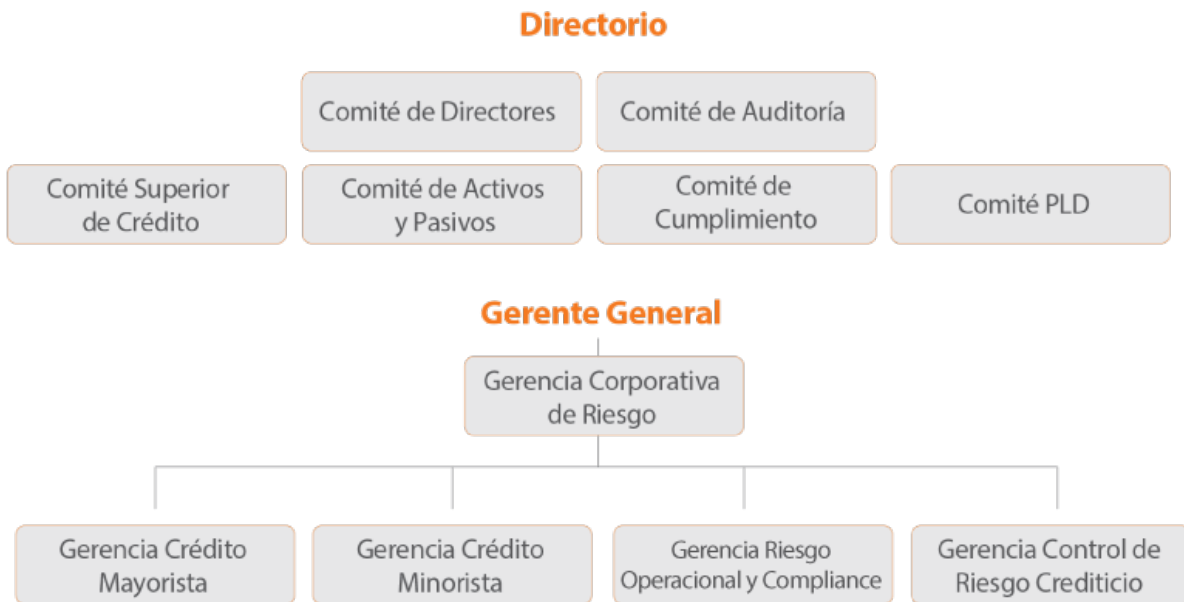 Directorio
Comité de Directores
Comité de Auditoría
Comité Superior
de Crédito
Comité de Activos
y Pasivos
Comité de
Cumplimiento
Comité PLD
Gerente General
Gerencia Corporativa
de Riesgo
Gerencia Crédito
Mayorista
Gerencia Crédito
Minorista
Gerencia Riesgo
Operacional y Compliance
Gerencia Control de
Riesgo Crediticio